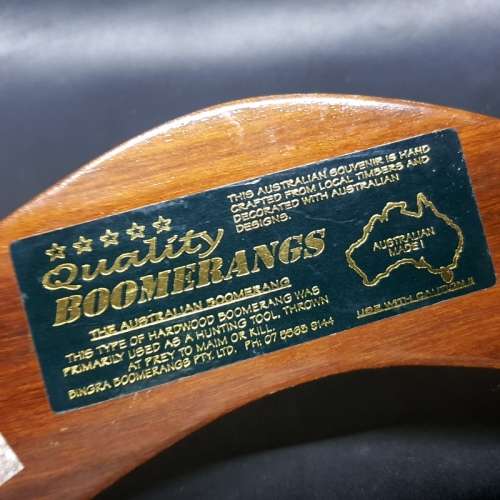 Quality
BOOMERANGS
THIS AUSTRALIAN SOUVENIR IS HAND
CRAFTED FROM LOCAL TIMBERS AND
DECORATED WITH AUSTRALIAN
DESIGNS.
AUSTRALIAN
MADE!
THE AUSTRALIAN BOOMERANG
THIS TYPE OF HARDWOOD BOOMERANG WAS
PRIMARILY USED AS A HUNTING TOOL, THROWN
AT PREY TO MAIM OR KILL.
BINGRA BOOMERANGS PTY. LTD. PH: 07 5563 9144
USE WITH CAUTION!!